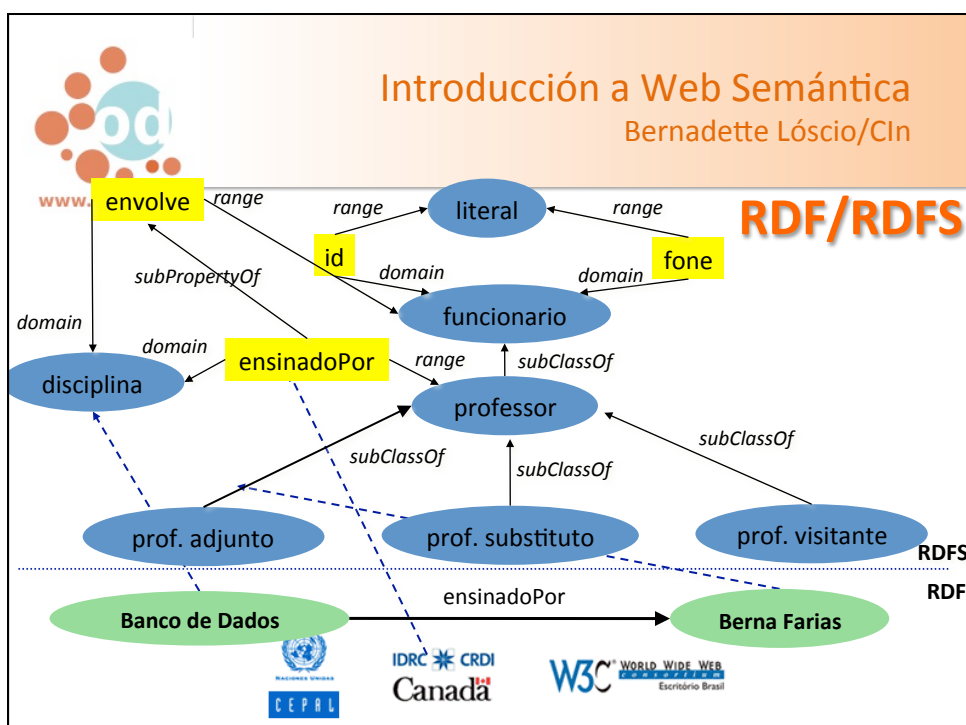 Introducción a Web Semántica
Bernadette Lóscio/CIn
www.
RDF/RDFS
envolve
range
range
literal
range
id
fone
subPropertyOf
domain
domain
funcionario
domain
domain
ensinadoPor
range
subClassOf
disciplina
professor
subClassOf
subClassOf
subClassOf
prof. adjunto
prof. substituto
prof. visitante
RDFS
RDF
ensinadoPor
Banco de Dados
Berna Farias
NACIONES UNIDAS
CEPAL
IDRC CRDI
Canada
W3C® WORLD WIDE WEB
consortium
Escritório Brasil